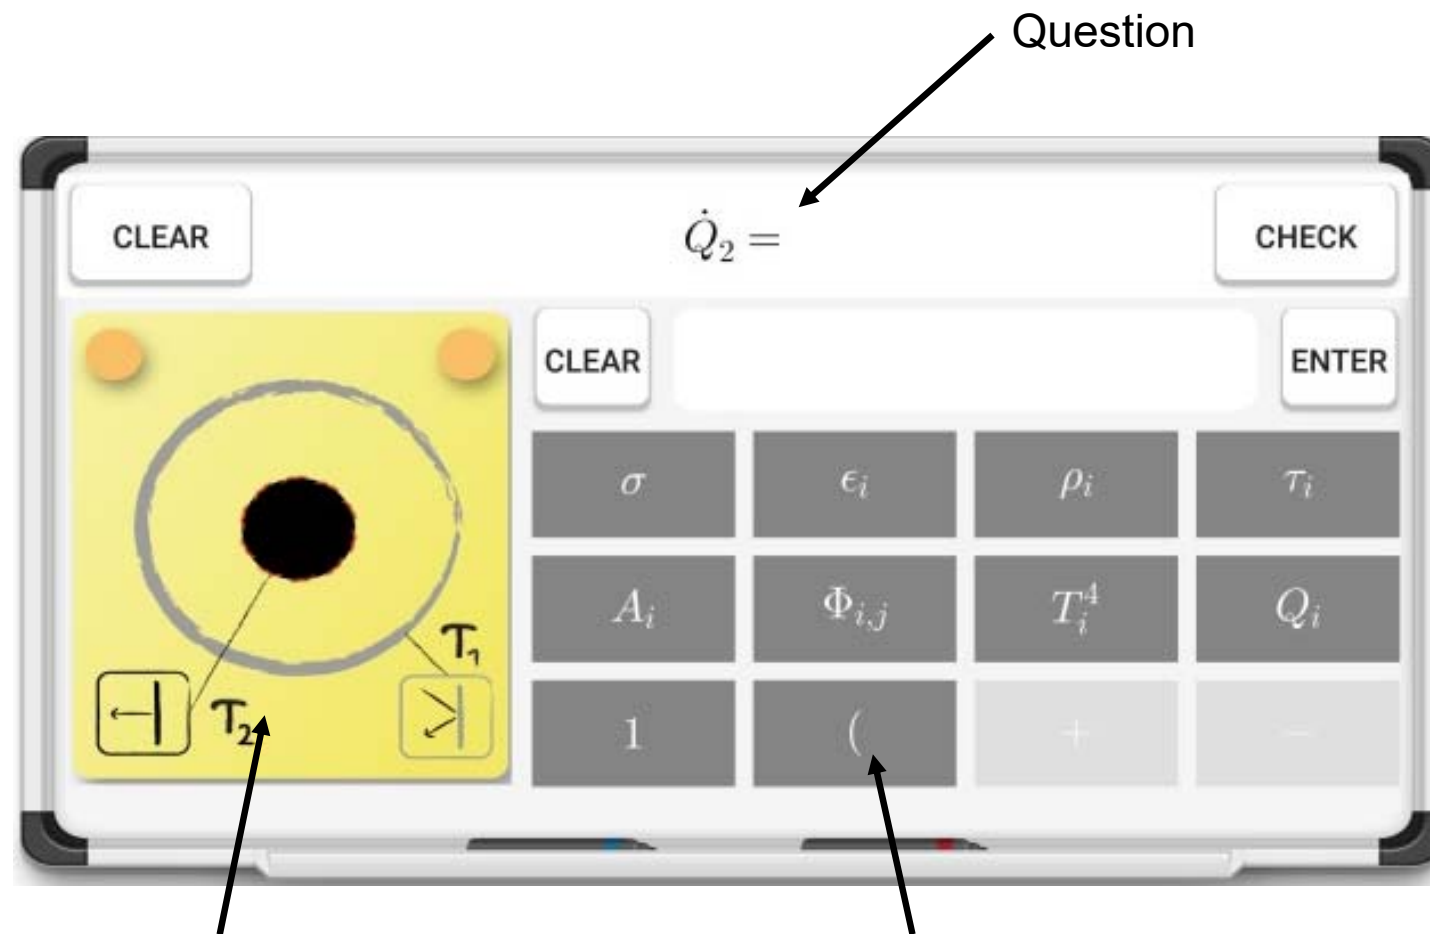 Question
CLEAR
Q̇₂ =
CHECK
CLEAR
ENTER
σ
ϵᵢ
ρᵢ
τᵢ
Aᵢ
Φᵢ,ⱼ
Tᵢ⁴
Qᵢ
T₁
T₂
1
(
+
−